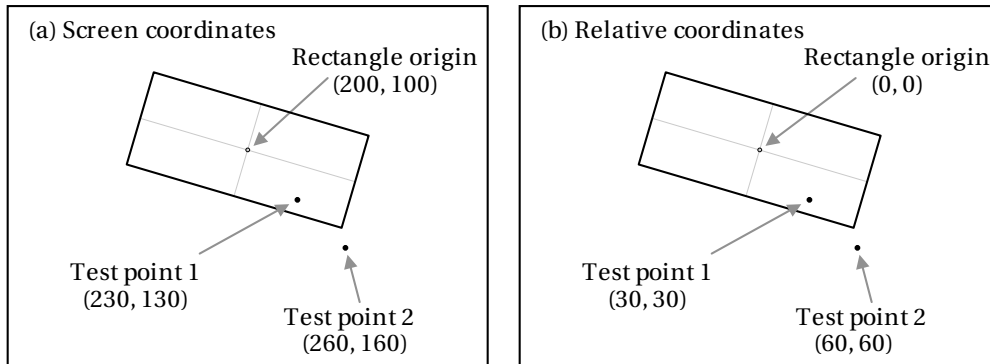 (a) Screen coordinates
Rectangle origin
(200, 100)
Test point 1
(230, 130)
Test point 2
(260, 160)
(b) Relative coordinates
Rectangle origin
(0, 0)
Test point 1
(30, 30)
Test point 2
(60, 60)